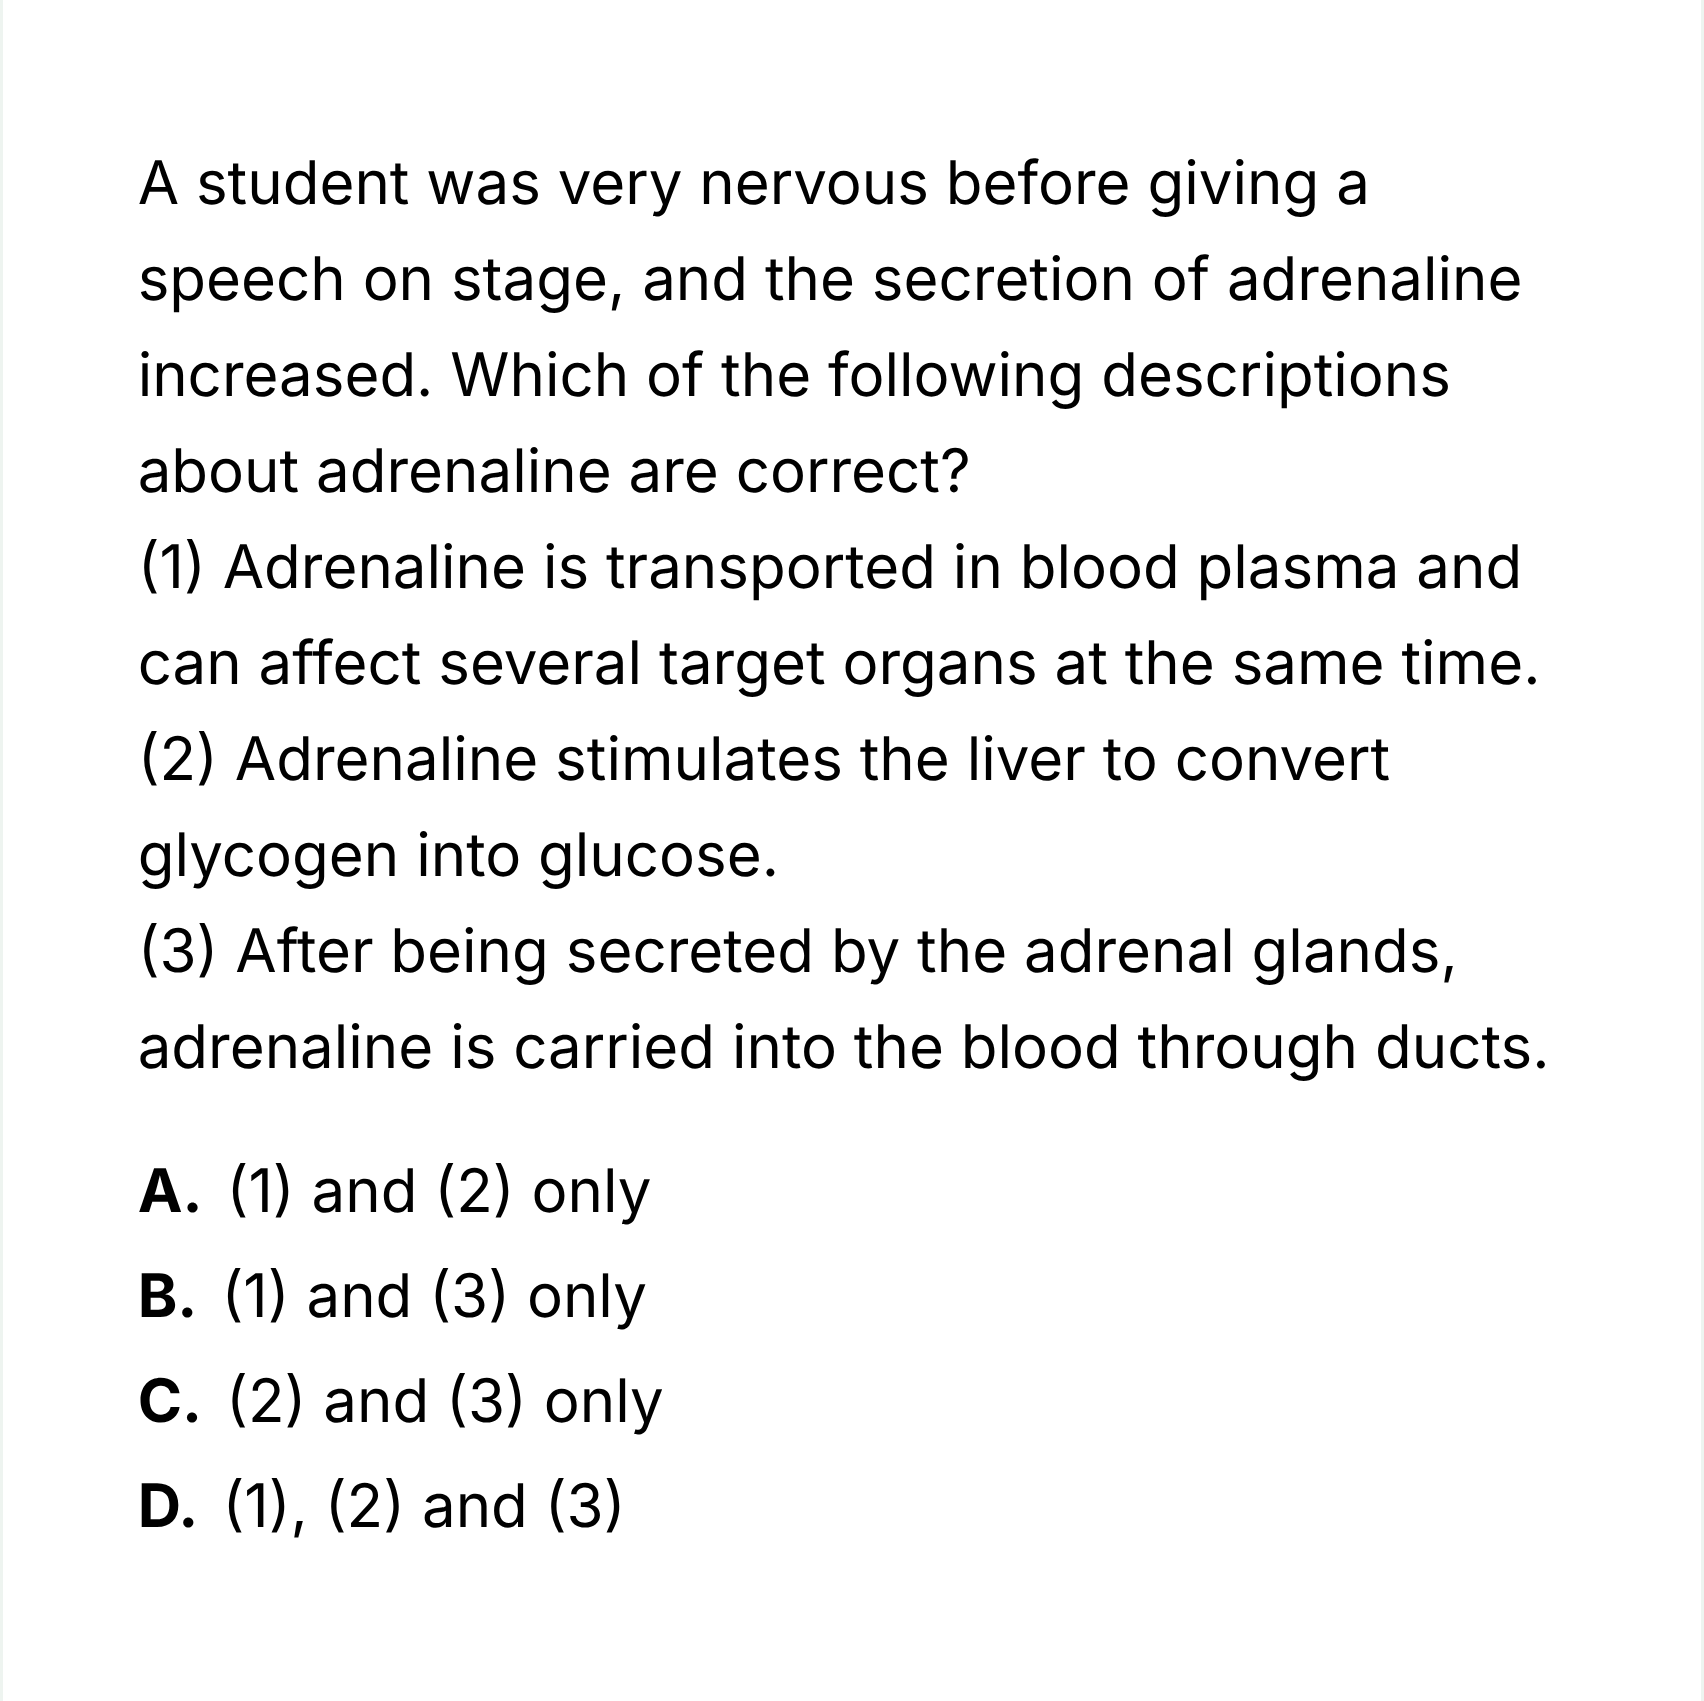 A student was very nervous before giving a
speech on stage, and the secretion of adrenaline
increased. Which of the following descriptions
about adrenaline are correct?
(1) Adrenaline is transported in blood plasma and
can affect several target organs at the same time.
(2) Adrenaline stimulates the liver to convert
glycogen into glucose.
(3) After being secreted by the adrenal glands,
adrenaline is carried into the blood through ducts.
A. (1) and (2) only
B. (1) and (3) only
C. (2) and (3) only
D. (1), (2) and (3)